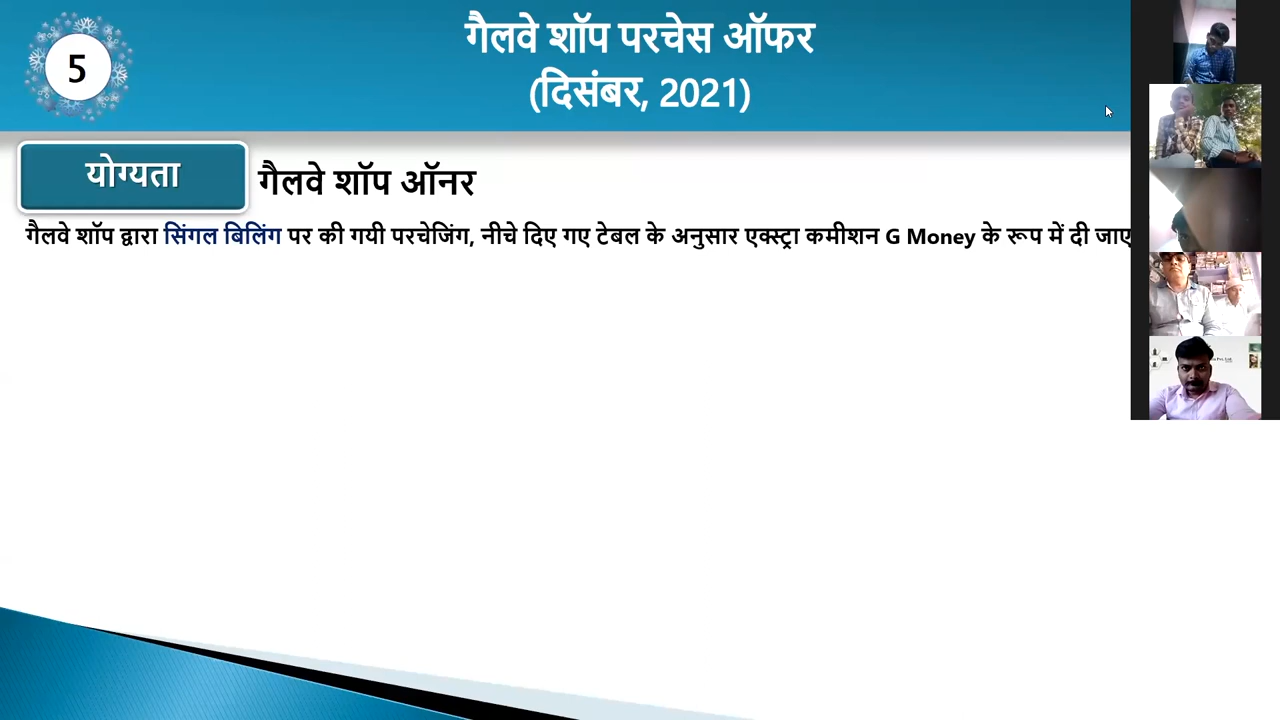 5
गैलवे शॉप परचेस ऑफर
(दिसंबर, 2021)
योग्यता
गैलवे शॉप ऑनर
गैलवे शॉप द्वारा सिंगल बिलिंग पर की गयी परचेजिंग, नीचे दिए गए टेबल के अनुसार एक्स्ट्रा कमीशन G Money के रूप में दी जाए